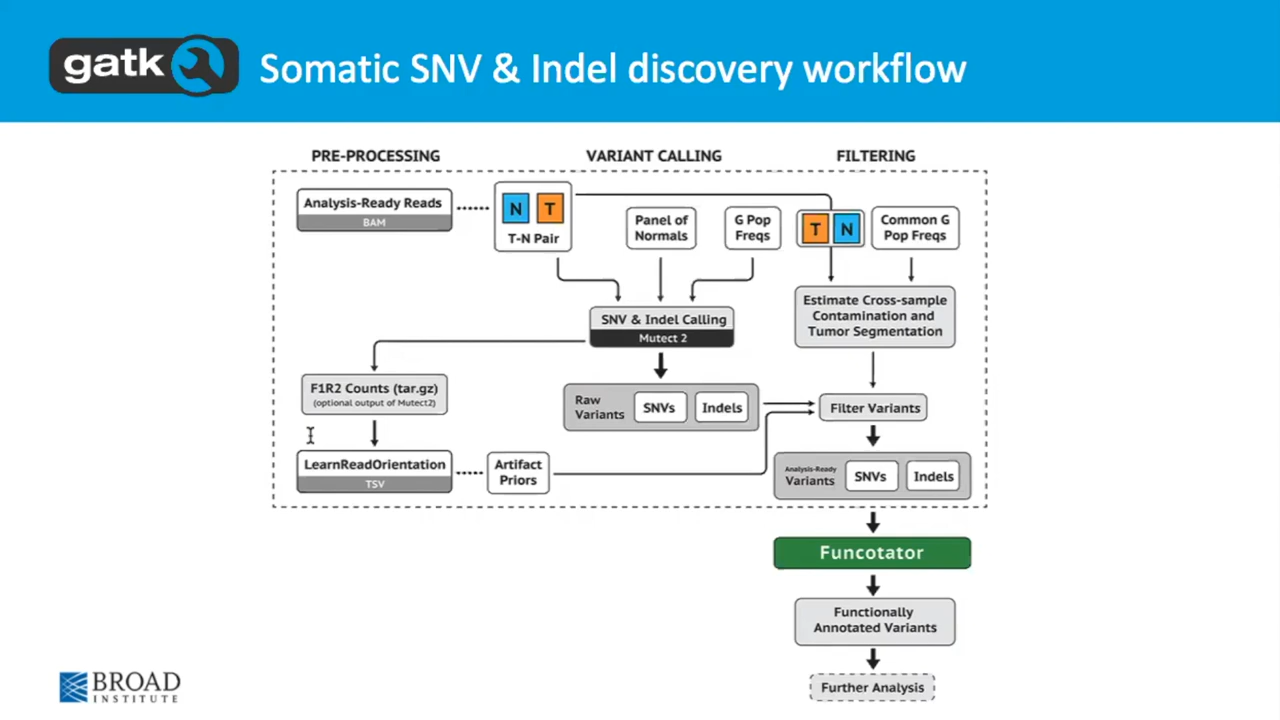 gatk
Somatic SNV & Indel discovery workflow
PRE-PROCESSING
VARIANT CALLING
FILTERING
Analysis-Ready Reads
BAM
N T
T-N Pair
Panel of
Normals
G Pop
Freqs
T N
Common G
Pop Freqs
SNV & Indel Calling
Mutect 2
Estimate Cross-sample
Contamination and
Tumor Segmentation
F1R2 Counts (tar.gz)
(optional output of Mutect2)
Raw
Variants
SNVs
Indels
Filter Variants
LearnReadOrientation
TSV
Artifact
Priors
Analysis-Ready
Variants
SNVs
Indels
Funcotator
Functionally
Annotated Variants
Further Analysis
BROAD
INSTITUTE